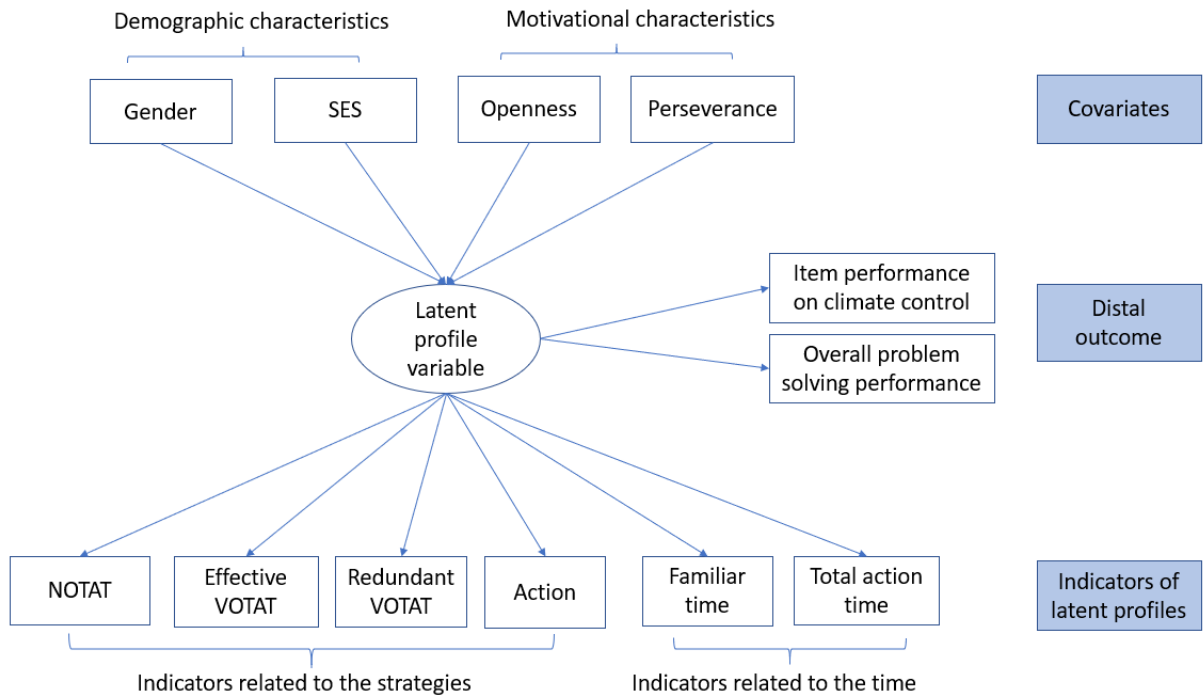 Demographic characteristics
Motivational characteristics
Gender
SES
Openness
Perseverance
Covariates
Latent
profile
variable
Item performance
on climate control
Overall problem
solving performance
Distal
outcome
NOTAT
Effective
VOTAT
Redundant
VOTAT
Action
Familiar
time
Total action
time
Indicators of
latent profiles
Indicators related to the strategies
Indicators related to the time